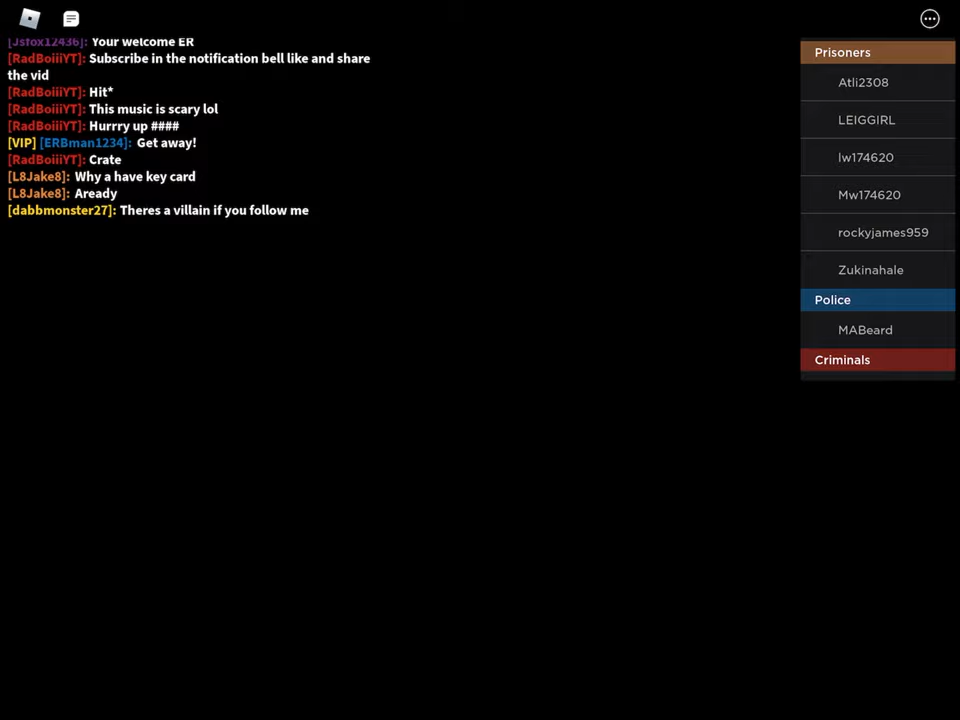 [Jsfox12436]: Your welcome ER
[RadBoiiiYT]: Subscribe in the notification bell like and share
the vid
[RadBoiiiYT]: Hit*
[RadBoiiiYT]: This music is scary lol
[RadBoiiiYT]: Hurrry up ####
[VIP] [ERBman1234]: Get away!
[RadBoiiiYT]: Crate
[L8Jake8]: Why a have key card
[L8Jake8]: Aready
[dabbmonster27]: Theres a villain if you follow me
Prisoners
Atli2308
LEIGGIRL
lw174620
Mw174620
rockyjames959
Zukinahale
Police
MABeard
Criminals